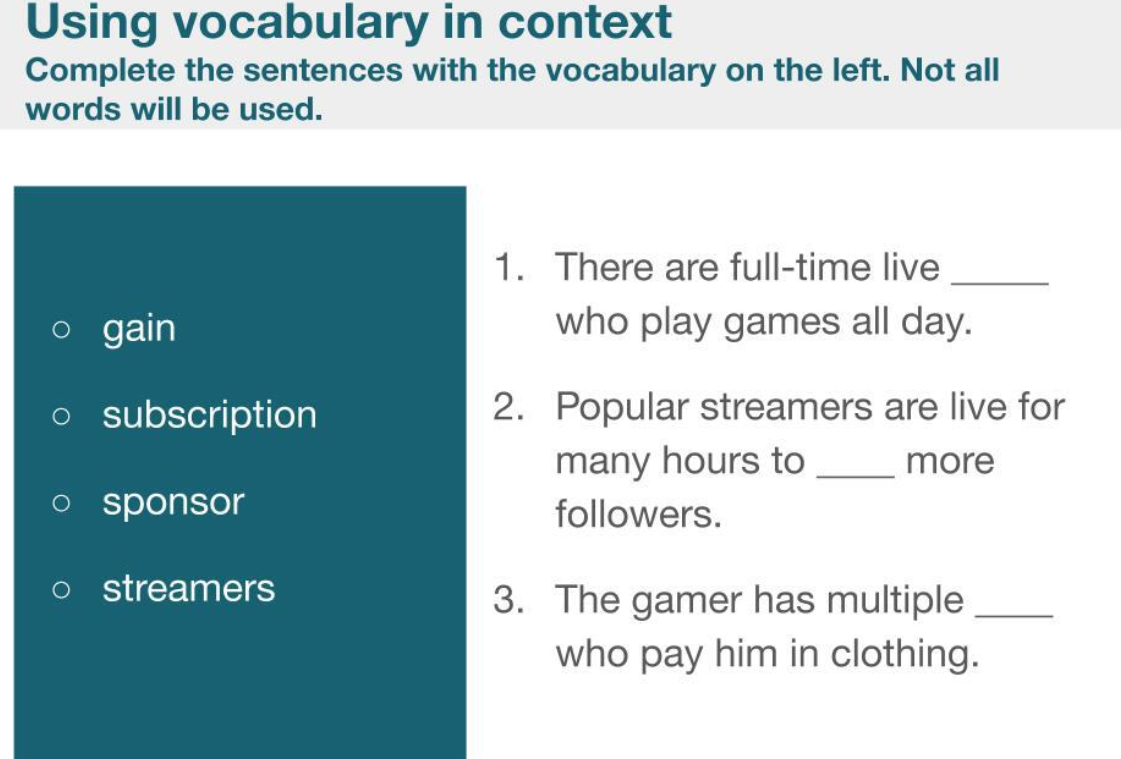 Using vocabulary in context
Complete the sentences with the vocabulary on the left. Not all
words will be used.
○ gain
○ subscription
○ sponsor
○ streamers
1. There are full-time live _____
who play games all day.
2. Popular streamers are live for
many hours to ____ more
followers.
3. The gamer has multiple ____
who pay him in clothing.